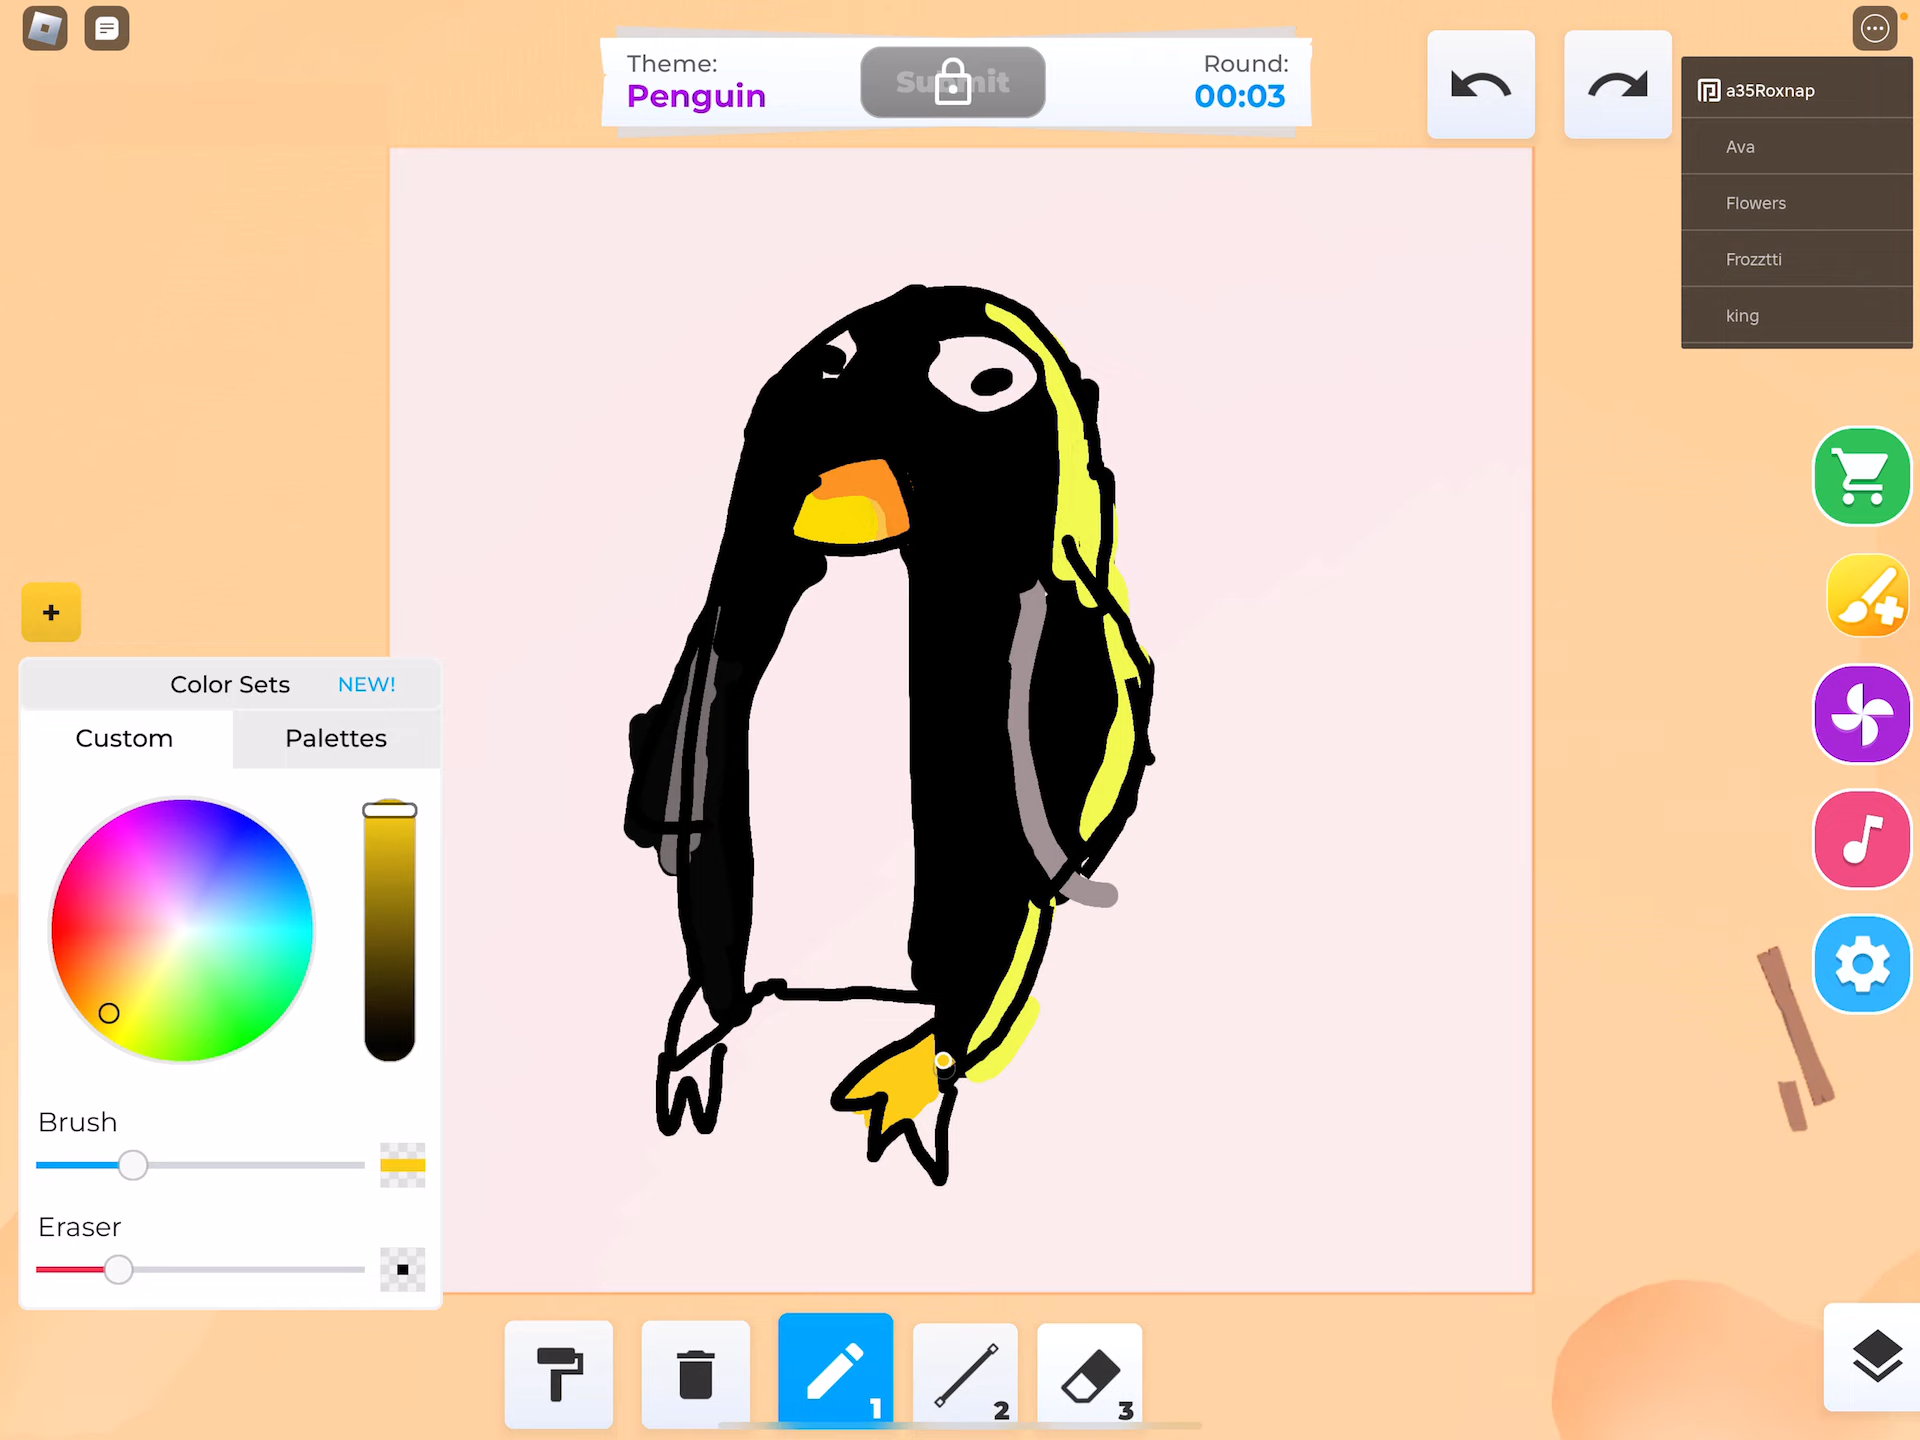 Theme:
Penguin
Submit
Round:
00:03
a35Roxnap
Ava
Flowers
Frozztti
king
+
Color Sets NEW!
Custom Palettes
Brush
Eraser
1
2
3